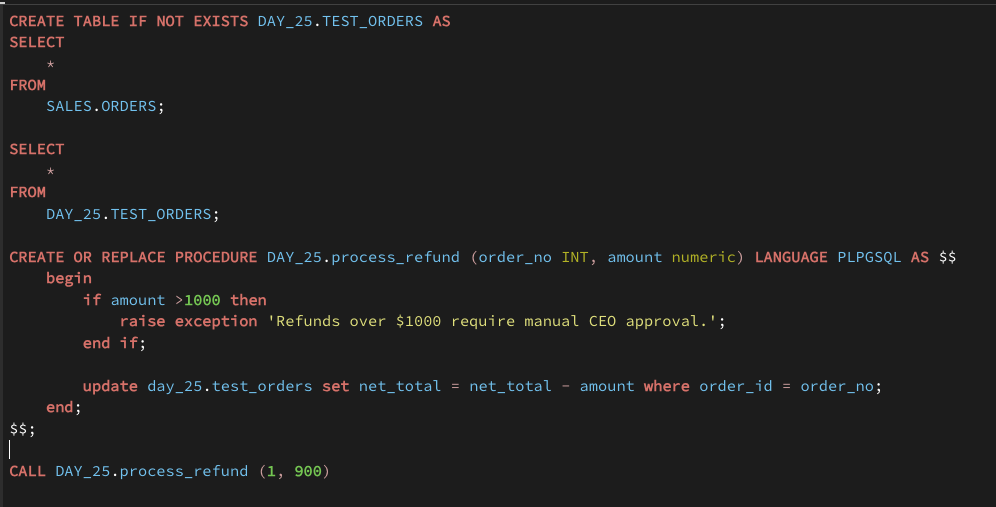 CREATE TABLE IF NOT EXISTS DAY_25.TEST_ORDERS AS
SELECT
    *
FROM
    SALES.ORDERS;

SELECT
    *
FROM
    DAY_25.TEST_ORDERS;

CREATE OR REPLACE PROCEDURE DAY_25.process_refund (order_no INT, amount numeric) LANGUAGE PLPGSQL AS $$
    begin
        if amount >1000 then
            raise exception 'Refunds over $1000 require manual CEO approval.';
        end if;

        update day_25.test_orders set net_total = net_total - amount where order_id = order_no;
    end;
$$;

CALL DAY_25.process_refund (1, 900)